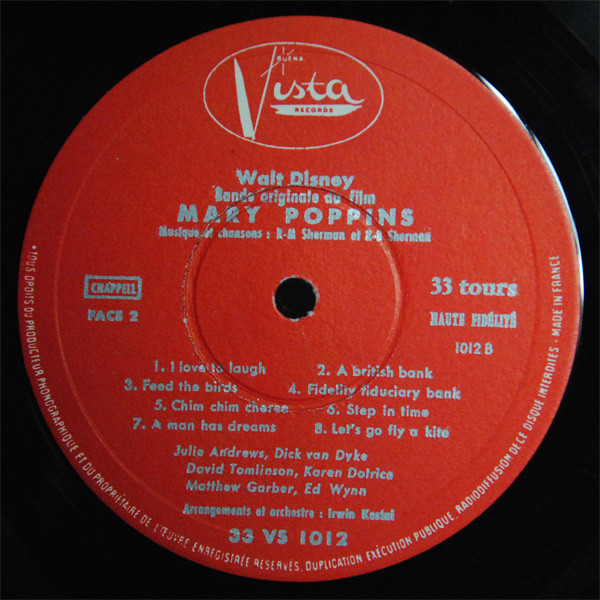 BUENA
Vista
RECORDS
Walt Disney
Bande originale du film
MARY POPPINS
Musique et chansons : R-M Sherman et R-B Sherman
CHAPPELL
33 tours
FACE 2
HAUTE FIDÉLITÉ
1012 B
1. I love to laugh
2. A british bank
3. Feed the birds
4. Fidelity fiduciary bank
5. Chim chim cheree
6. Step in time
7. A man has dreams
8. Let's go fly a kite
Julie Andrews, Dick van Dyke
David Tomlinson, Karen Dotrice
Matthew Garber, Ed Wynn
Arrangements et orchestre : Irwin Kostal
33 VS 1012
•TOUS DROITS DU PRODUCTEUR PHONOGRAPHIQUE ET DU PROPRIÉTAIRE DE L'ŒUVRE ENREGISTRÉE RÉSERVÉS, DUPLICATION, EXÉCUTION PUBLIQUE, RADIODIFFUSION DE CE DISQUE INTERDITES - MADE IN FRANCE